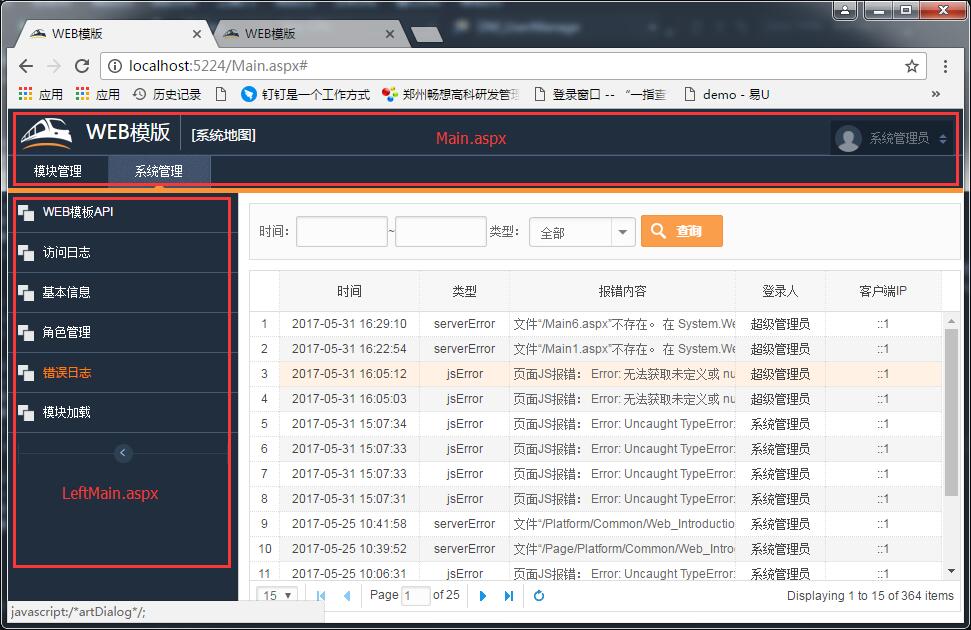 WEB模版
WEB模版
localhost:5224/Main.aspx#
应用 应用 历史记录 钉钉是一个工作方式 郑州畅想高科研发管理 登录窗口 -- “一指查 demo - 易U »
WEB模版 [系统地图] Main.aspx 系统管理员
模块管理 系统管理
WEB模板API
访问日志
基本信息
角色管理
错误日志
模块加载
LeftMain.aspx
时间: ~ 类型: 全部 查询
时间 类型 报错内容 登录人 客户端IP
1 2017-05-31 16:29:10 serverError 文件“/Main6.aspx”不存在。 在 System.We 超级管理员 ::1
2 2017-05-31 16:22:54 serverError 文件“/Main1.aspx”不存在。 在 System.We 超级管理员 ::1
3 2017-05-31 16:05:12 jsError 页面JS报错: Error: 无法获取未定义或 nu 超级管理员 ::1
4 2017-05-31 16:05:03 jsError 页面JS报错: Error: 无法获取未定义或 nu 超级管理员 ::1
5 2017-05-31 15:07:34 jsError 页面JS报错: Error: Uncaught TypeError: 系统管理员 ::1
6 2017-05-31 15:07:33 jsError 页面JS报错: Error: Uncaught TypeError: 系统管理员 ::1
7 2017-05-31 15:07:33 jsError 页面JS报错: Error: Uncaught TypeError: 系统管理员 ::1
8 2017-05-31 15:07:31 jsError 页面JS报错: Error: Uncaught TypeError: 系统管理员 ::1
9 2017-05-25 10:41:58 serverError 文件“/Platform/Common/Web_Introductio 系统管理员 ::1
10 2017-05-25 10:39:52 serverError 文件“/Page/Platform/Common/Web_Intro 系统管理员 ::1
11 2017-05-25 10:06:31 jsError 页面JS报错: Error: Uncaught TypeError: 系统管理员 ::1
15 Page 1 of 25 Displaying 1 to 15 of 364 items
javascript:/*artDialog*/;